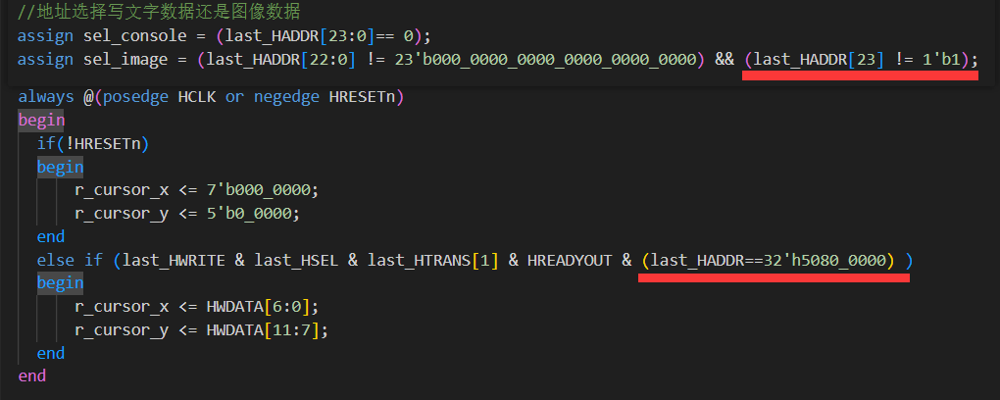 //地址选择写文字数据还是图像数据
assign sel_console = (last_HADDR[23:0]== 0);
assign sel_image = (last_HADDR[22:0] != 23'b000_0000_0000_0000_0000_0000) && (last_HADDR[23] != 1'b1);
always @(posedge HCLK or negedge HRESETn)
begin
if(!HRESETn)
begin
r_cursor_x <= 7'b000_0000;
r_cursor_y <= 5'b0_0000;
end
else if (last_HWRITE & last_HSEL & last_HTRANS[1] & HREADYOUT & (last_HADDR==32'h5080_0000) )
begin
r_cursor_x <= HWDATA[6:0];
r_cursor_y <= HWDATA[11:7];
end
end